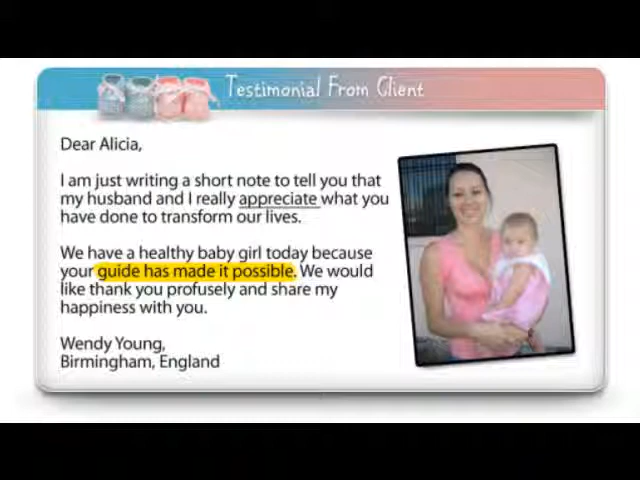 Testimonial From Client
Dear Alicia,
I am just writing a short note to tell you that
my husband and I really appreciate what you
have done to transform our lives.
We have a healthy baby girl today because
your guide has made it possible. We would
like thank you profusely and share my
happiness with you.
Wendy Young,
Birmingham, England